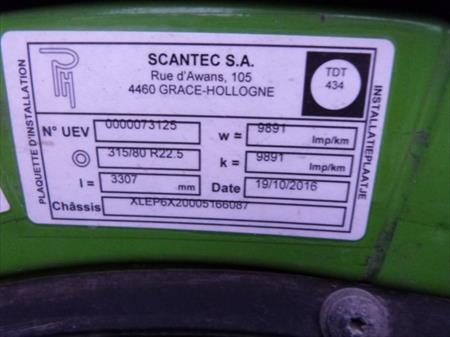 SCANTEC S.A.
Rue d'Awans, 105
4460 GRACE-HOLLOGNE
TDT
434
PLAQUETTE D'INSTALLATION
INSTALLATIEPLAATJE
N° UEV 0000073125 w = 9891 Imp/km
315/80 R22.5 k = 9891 Imp/km
l = 3307 mm Date 19/10/2016
Châssis XLEP6X20005166087